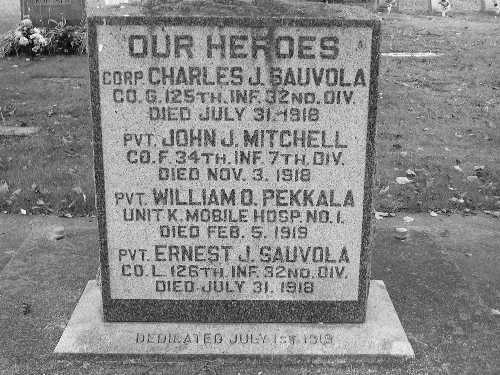 OUR HEROES
CORP. CHARLES J. SAUVOLA
CO. G. 125TH. INF. 32ND. DIV.
DIED JULY 31. 1918
PVT. JOHN J. MITCHELL
CO. F. 34TH. INF. 7TH. DIV.
DIED NOV. 3. 1918
PVT. WILLIAM O. PEKKALA
UNIT K. MOBILE HOSP. NO. 1.
DIED FEB. 5. 1919
PVT. ERNEST J. SAUVOLA
CO. L. 126TH. INF. 32ND. DIV.
DIED JULY 31. 1918
DEDICATED JULY 1ST 1919